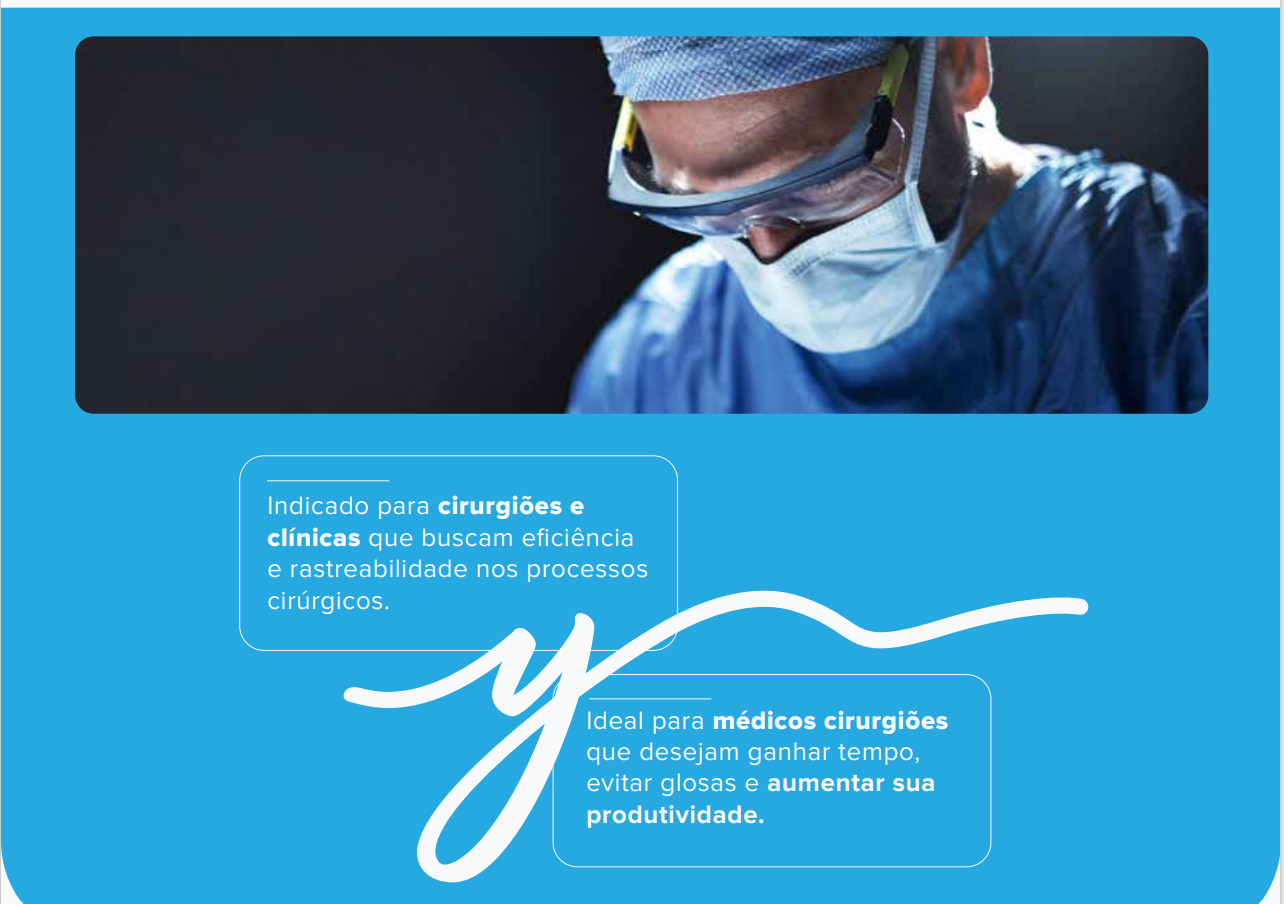 Indicado para cirurgiões e
clínicas que buscam eficiência
e rastreabilidade nos processos
cirúrgicos.
y
Ideal para médicos cirurgiões
que desejam ganhar tempo,
evitar glosas e aumentar sua
produtividade.